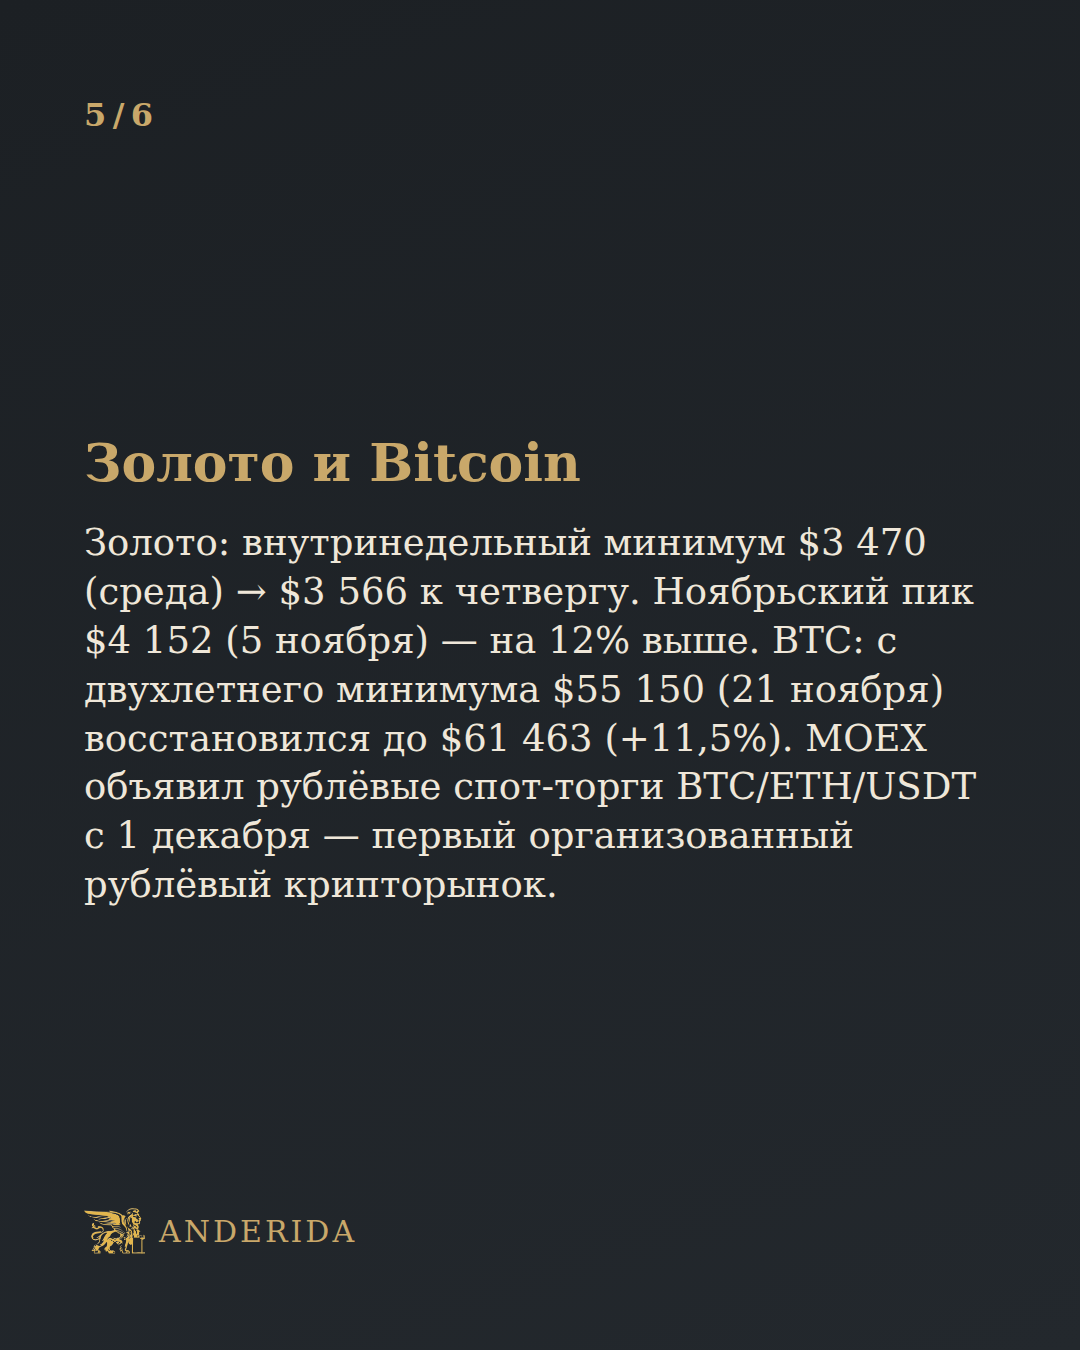 5/6
Золото и Bitcoin
Золото: внутринедельный минимум $3 470
(среда) → $3 566 к четвергу. Ноябрьский пик
$4 152 (5 ноября) — на 12% выше. BTC: с
двухлетнего минимума $55 150 (21 ноября)
восстановился до $61 463 (+11,5%). MOEX
объявил рублёвые спот-торги BTC/ETH/USDT
с 1 декабря — первый организованный
рублёвый крипторынок.
ANDERIDA